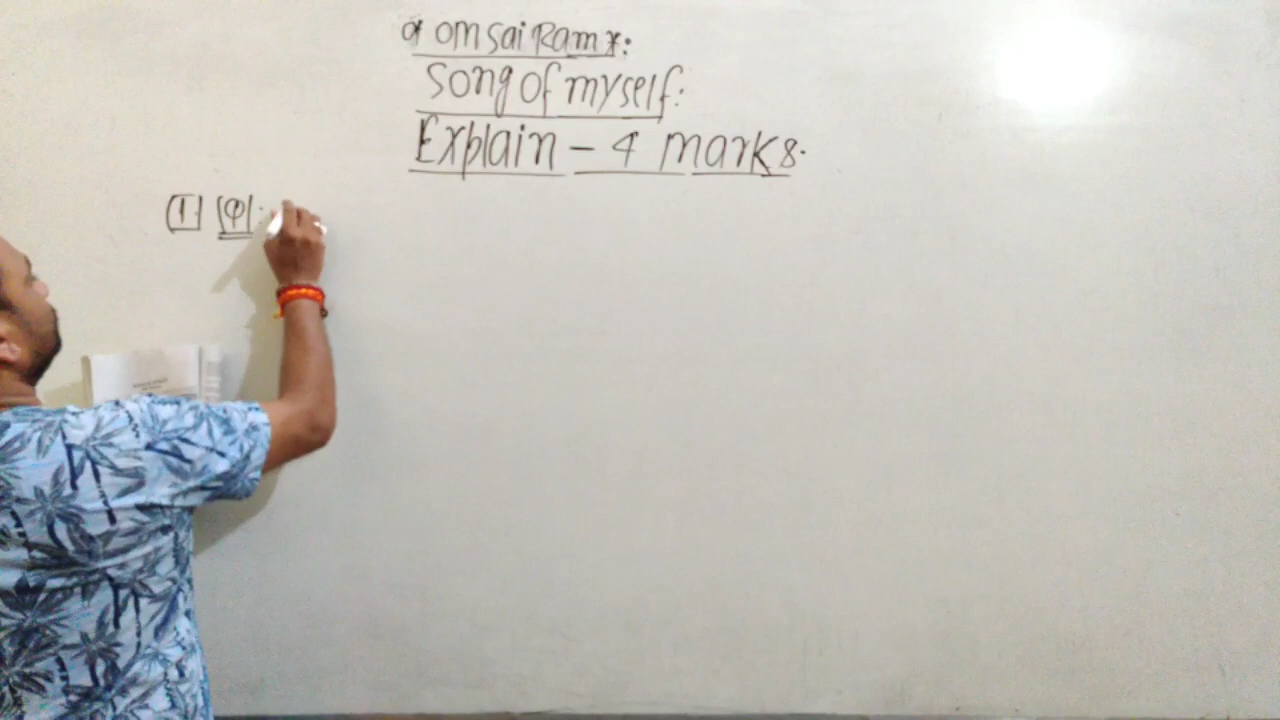 * om sai Ram *:
Song of myself:
Explain - 4 marks.
1. Q: